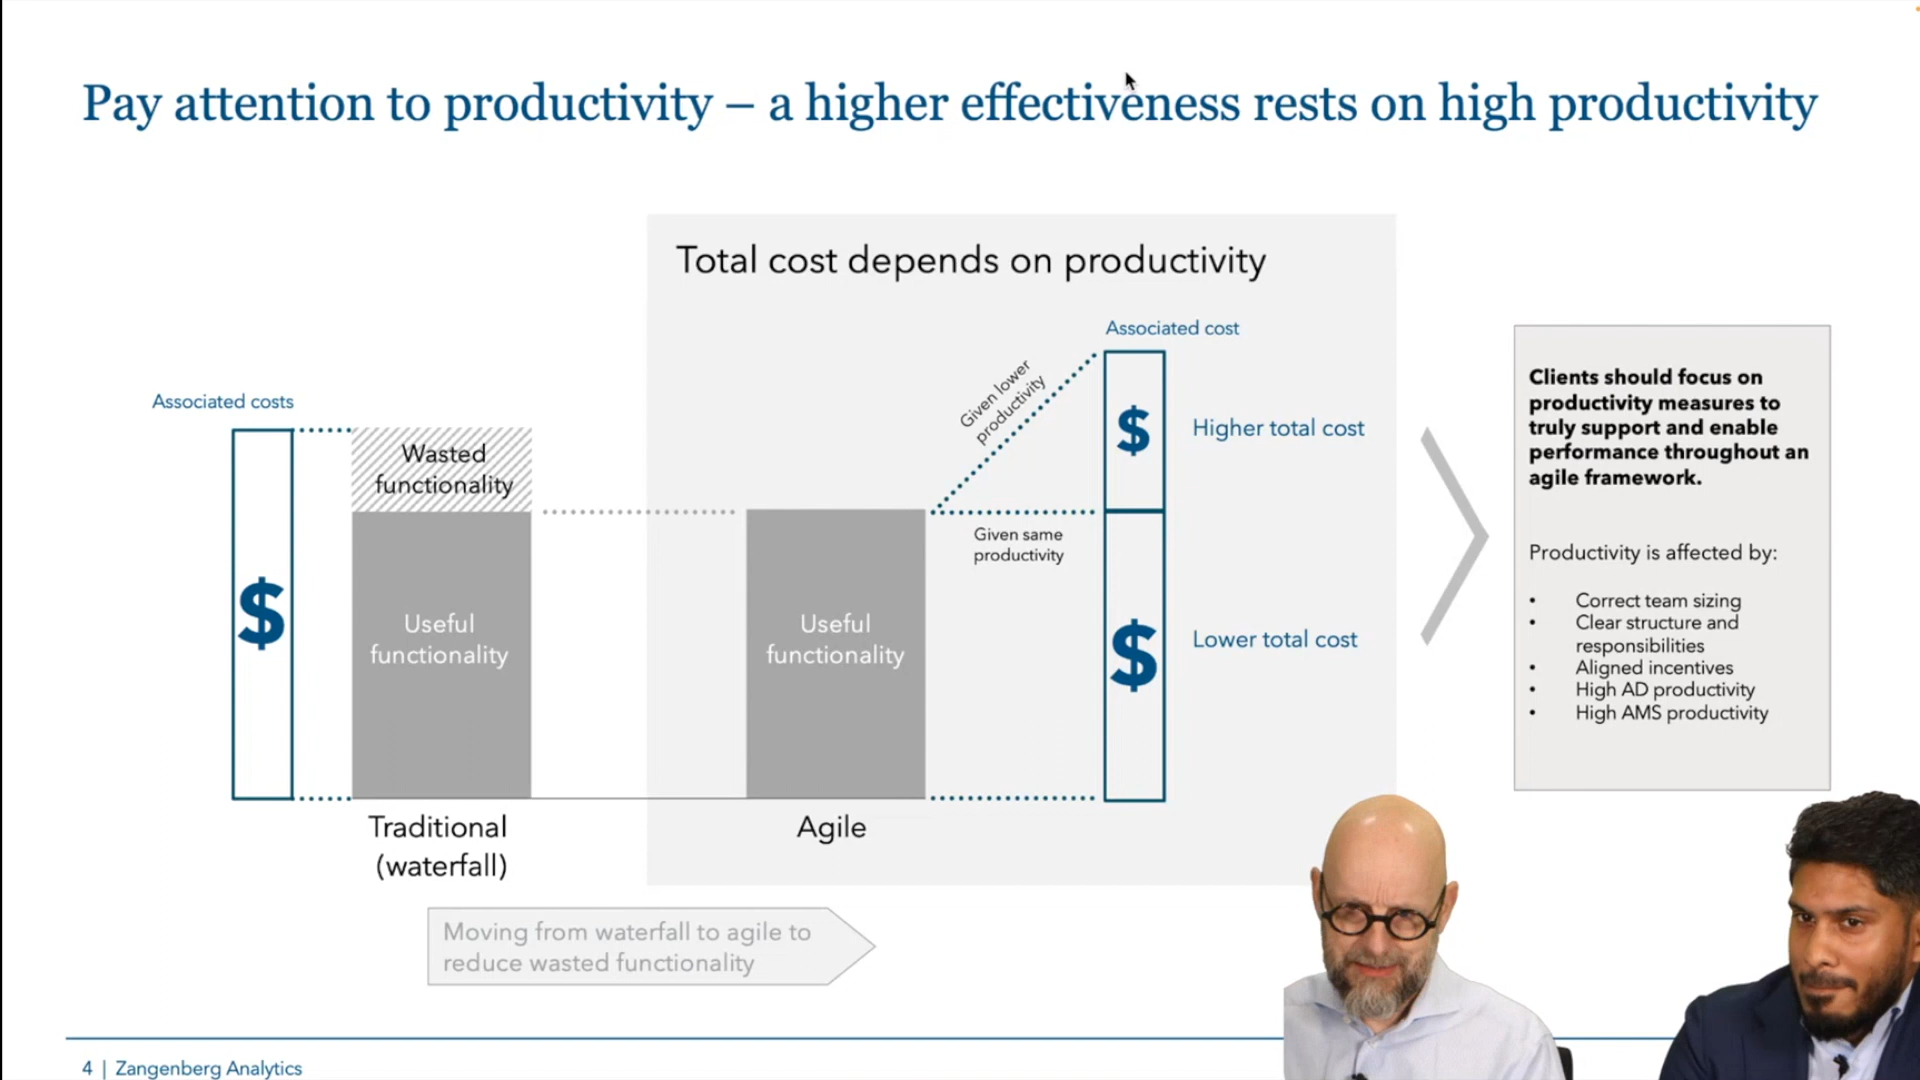 Pay attention to productivity – a higher effectiveness rests on high productivity
Total cost depends on productivity
Associated costs
$
Wasted
functionality
Useful
functionality
Traditional
(waterfall)
Useful
functionality
Agile
Given lower
productivity
Given same
productivity
Associated cost
$
Higher total cost
$
Lower total cost
Moving from waterfall to agile to
reduce wasted functionality
Clients should focus on
productivity measures to
truly support and enable
performance throughout an
agile framework.
Productivity is affected by:
• Correct team sizing
• Clear structure and
responsibilities
• Aligned incentives
• High AD productivity
• High AMS productivity
4 | Zangenberg Analytics